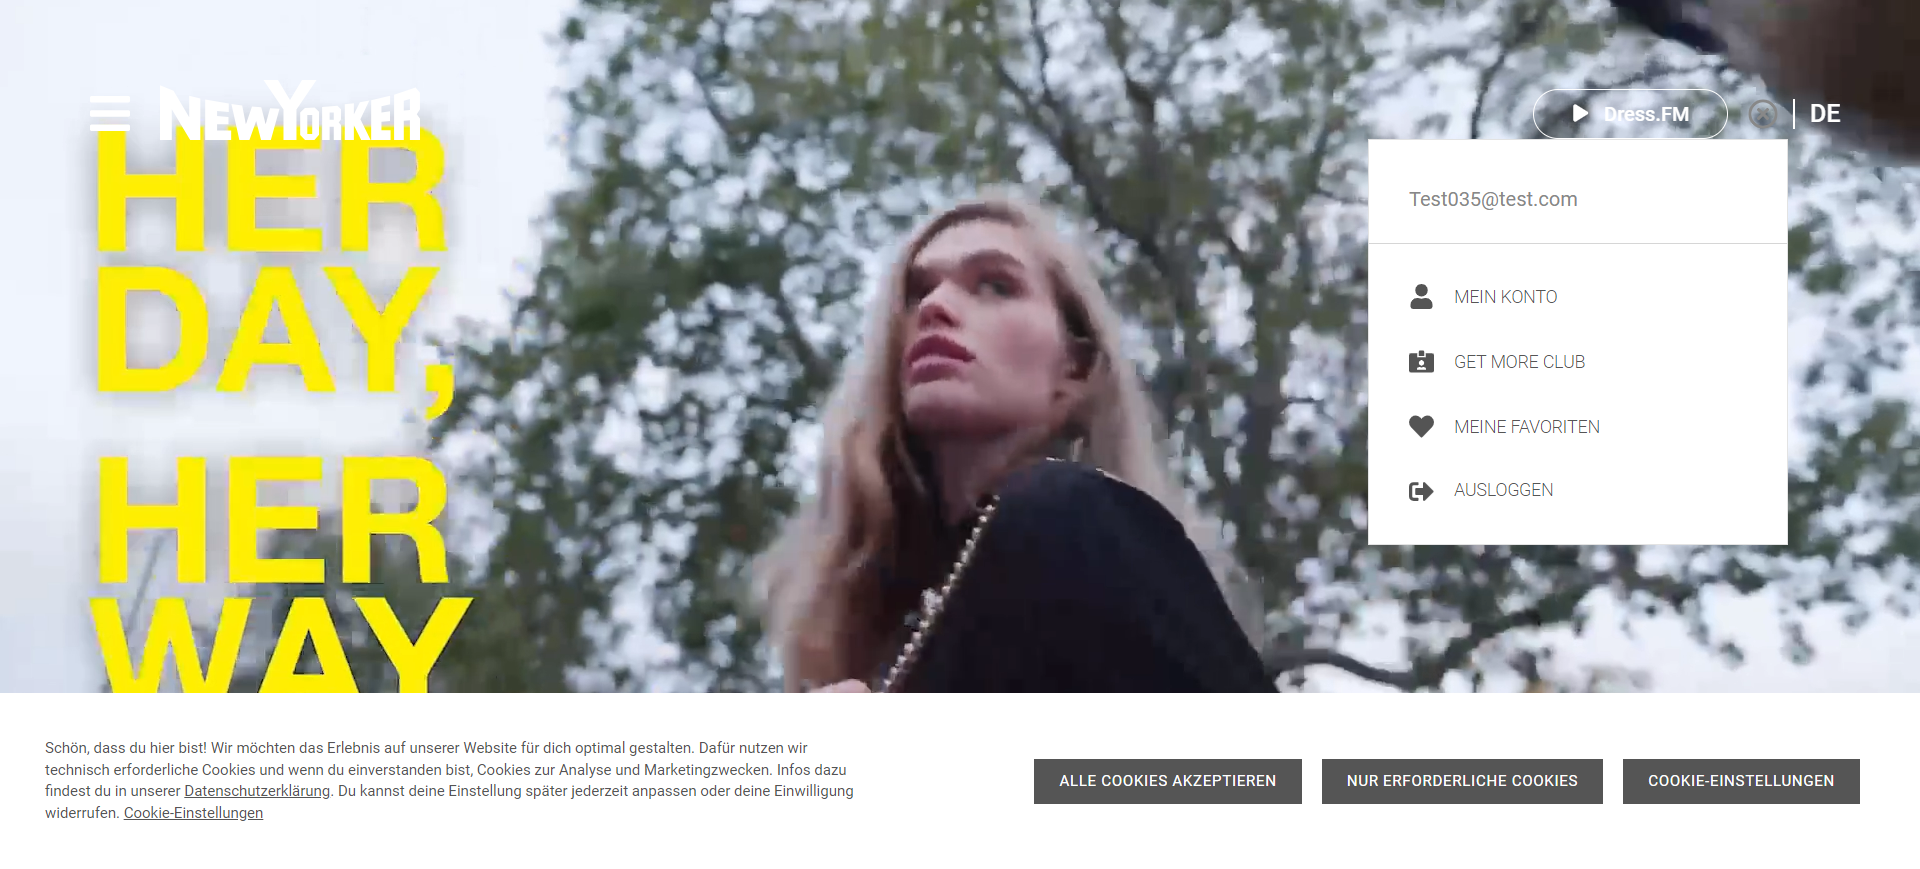 NEWYORKER
Dress.FM
DE
HER
DAY,
HER
WAY
Test035@test.com
MEIN KONTO
GET MORE CLUB
MEINE FAVORITEN
AUSLOGGEN
Schön, dass du hier bist! Wir möchten das Erlebnis auf unserer Website für dich optimal gestalten. Dafür nutzen wir
technisch erforderliche Cookies und wenn du einverstanden bist, Cookies zur Analyse und Marketingzwecken. Infos dazu
findest du in unserer Datenschutzerklärung. Du kannst deine Einstellung später jederzeit anpassen oder deine Einwilligung
widerrufen. Cookie-Einstellungen
ALLE COOKIES AKZEPTIEREN
NUR ERFORDERLICHE COOKIES
COOKIE-EINSTELLUNGEN